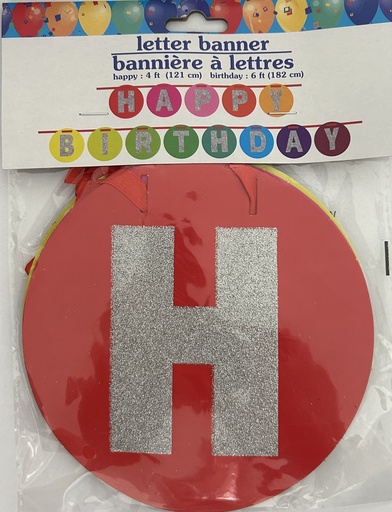 letter banner
bannière à lettres
happy : 4 ft (121 cm) birthday : 6 ft (182 cm)
HAPPY
BIRTHDAY
H